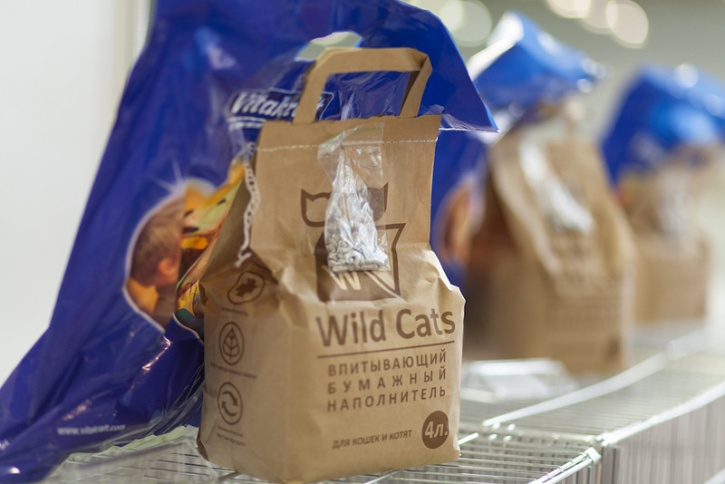 Vitakraft
W
Wild Cats
ВПИТЫВАЮЩИЙ
БУМАЖНЫЙ
НАПОЛНИТЕЛЬ
ДЛЯ КОШЕК И КОТЯТ
4л.
www.vitakraft.com